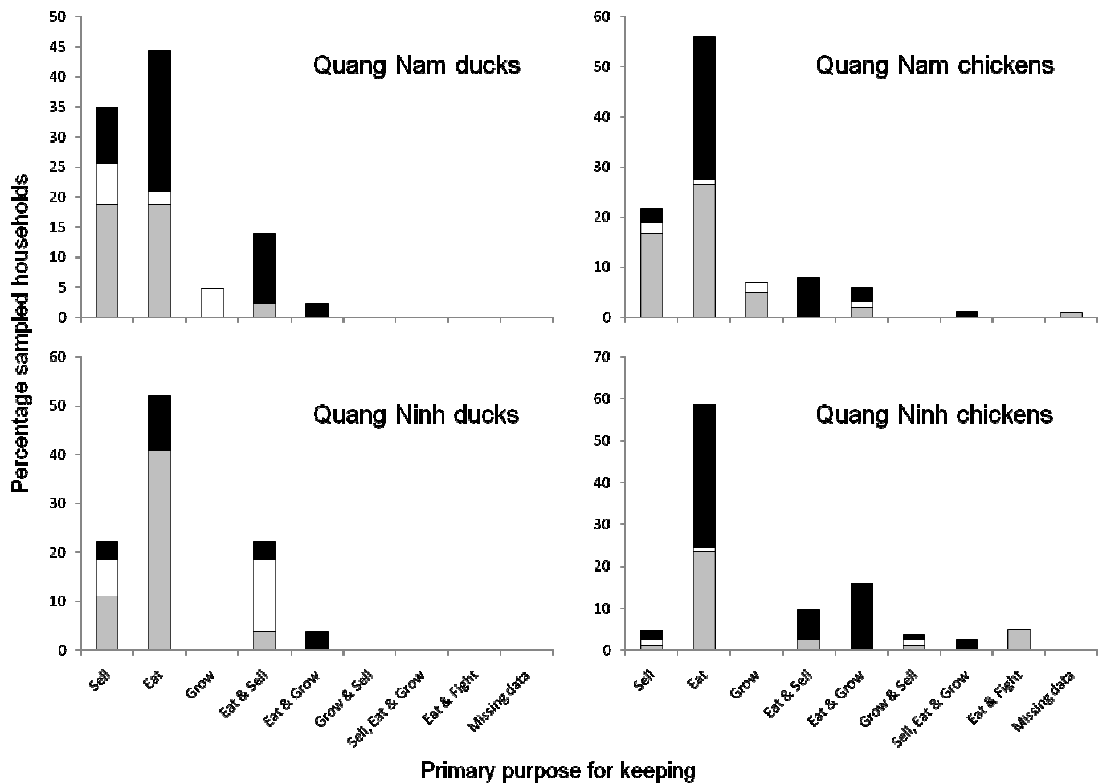 Percentage sampled households
50
45
40
35
30
25
20
15
10
5
0
Quang Nam ducks
60
50
40
30
20
10
0
Quang Nam chickens
60
50
40
30
20
10
0
Quang Ninh ducks
Sell
Eat
Grow
Eat & Sell
Eat & Grow
Grow & Sell
Sell, Eat & Grow
Eat & Fight
Missing data
70
60
50
40
30
20
10
0
Quang Ninh chickens
Sell
Eat
Grow
Eat & Sell
Eat & Grow
Grow & Sell
Sell, Eat & Grow
Eat & Fight
Missing data
Primary purpose for keeping